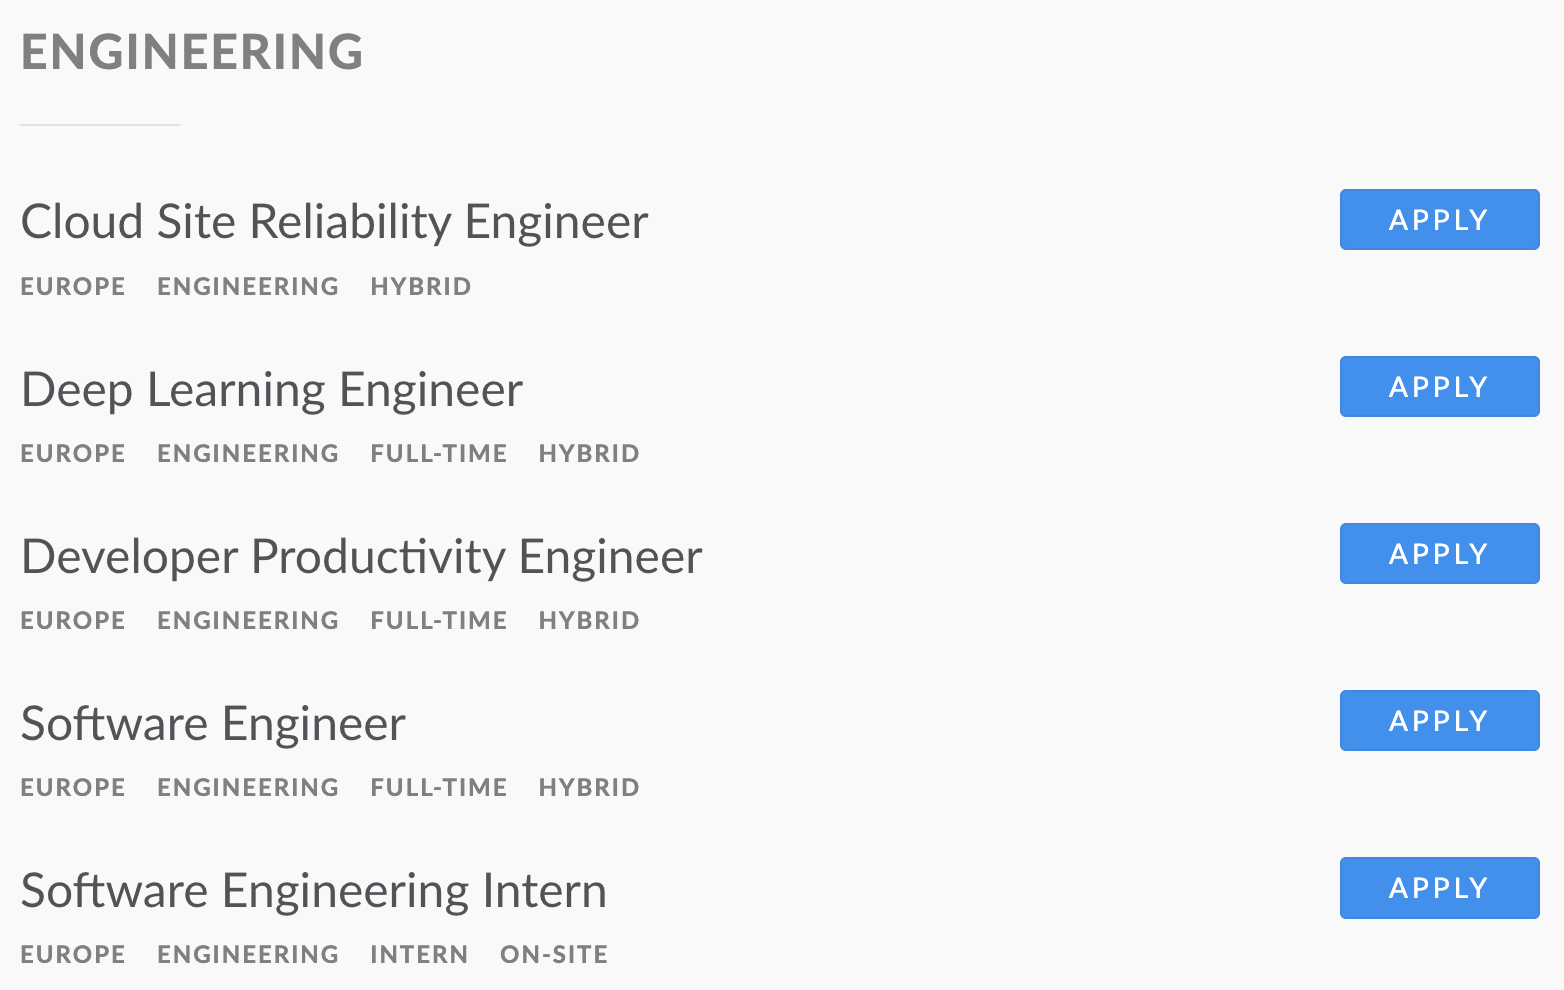 ENGINEERING
Cloud Site Reliability Engineer
APPLY
EUROPE ENGINEERING HYBRID
Deep Learning Engineer
APPLY
EUROPE ENGINEERING FULL-TIME HYBRID
Developer Productivity Engineer
APPLY
EUROPE ENGINEERING FULL-TIME HYBRID
Software Engineer
APPLY
EUROPE ENGINEERING FULL-TIME HYBRID
Software Engineering Intern
APPLY
EUROPE ENGINEERING INTERN ON-SITE